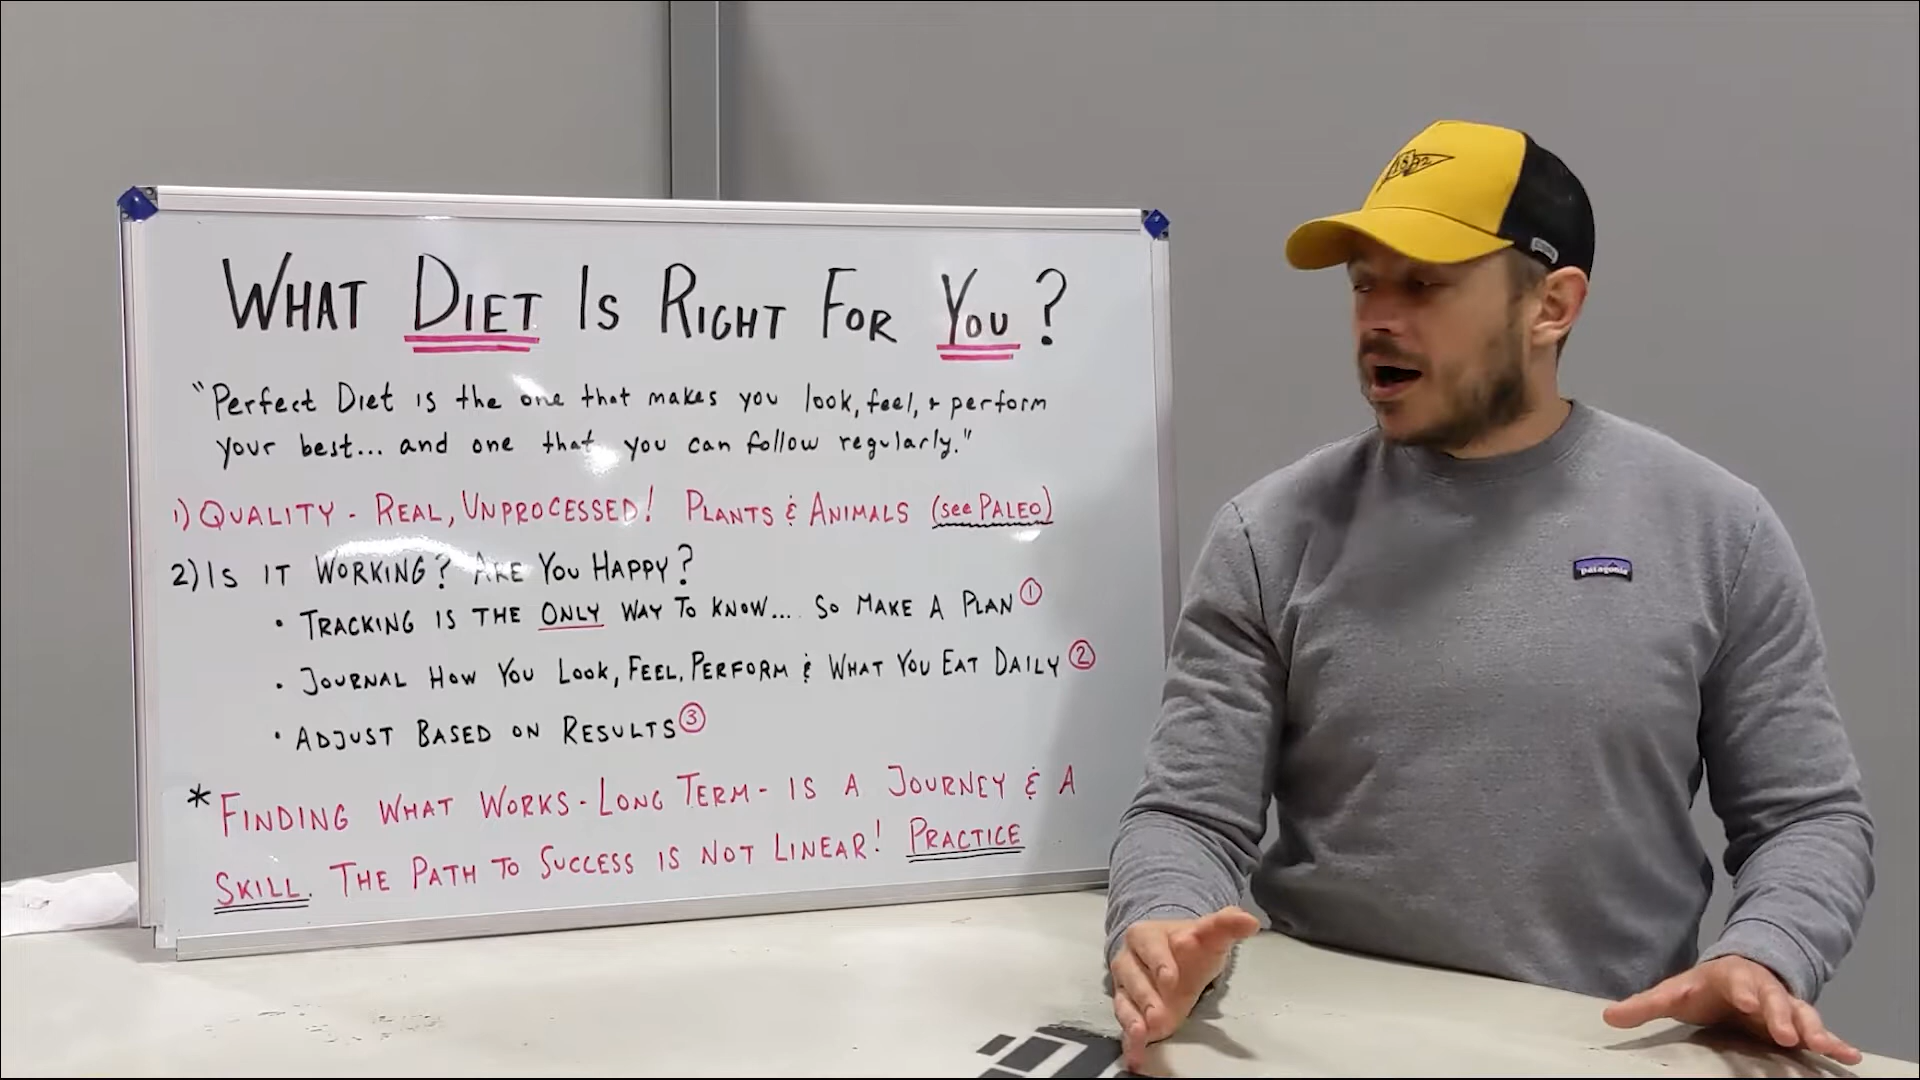 WHAT DIET IS RIGHT FOR YOU?
"Perfect Diet is the one that makes you look, feel, + perform
your best... and one that you can follow regularly."
1) QUALITY - REAL, UNPROCESSED! PLANTS & ANIMALS (see PALEO)
2) IS IT WORKING? ARE YOU HAPPY?
• TRACKING IS THE ONLY WAY TO KNOW.... SO MAKE A PLAN ①
• JOURNAL HOW YOU LOOK, FEEL, PERFORM & WHAT YOU EAT DAILY ②
• ADJUST BASED ON RESULTS ③
* FINDING WHAT WORKS - LONG TERM - IS A JOURNEY & A
SKILL. THE PATH TO SUCCESS IS NOT LINEAR! PRACTICE
patagonia